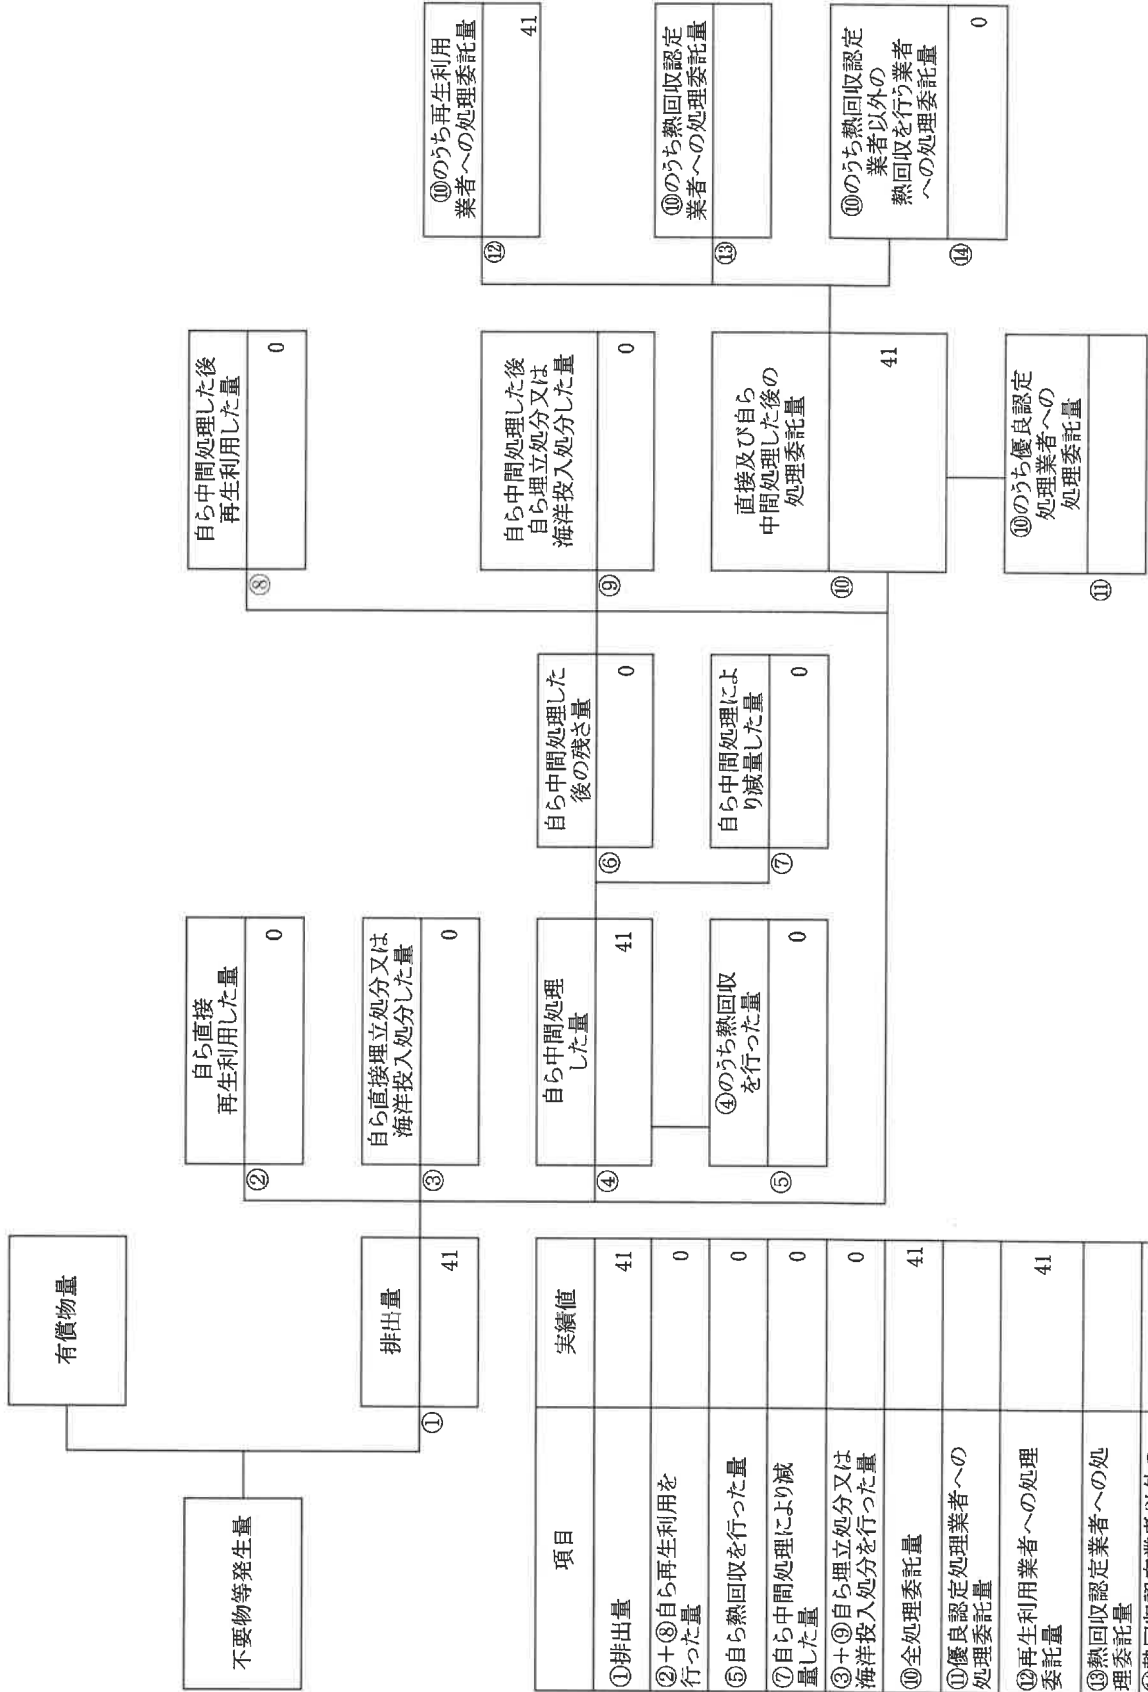 有償物量
不要物等発生量
①
排出量
41
②
自ら直接
再生利用した量
0
③
自ら直接埋立処分又は
海洋投入処分した量
0
④
自ら中間処理
した量
41
⑤
④のうち熱回収
を行った量
0
⑥
自ら中間処理した
後の残さ量
0
⑦
自ら中間処理によ
り減量した量
0
⑧
自ら中間処理した後
再生利用した量
0
⑨
自ら中間処理した後
自ら埋立処分又は
海洋投入処分した量
0
⑩
直接及び自ら
中間処理した後の
処理委託量
41
⑪
⑩のうち優良認定
処理業者への
処理委託量
⑫
⑩のうち再生利用
業者への処理委託量
41
⑬
⑩のうち熱回収認定
業者への処理委託量
⑭
⑩のうち熱回収認定
業者以外の
熱回収を行う業者
への処理委託量
0
項目
実績値
①排出量
41
②+⑧自ら再生利用を
行った量
0
⑤自ら熱回収を行った量
0
⑦自ら中間処理により減
量した量
0
③+⑨自ら埋立処分又は
海洋投入処分を行った量
0
⑩全処理委託量
41
⑪優良認定処理業者への
処理委託量
⑫再生利用業者への処理
委託量
41
⑬熱回収認定業者への処
理委託量